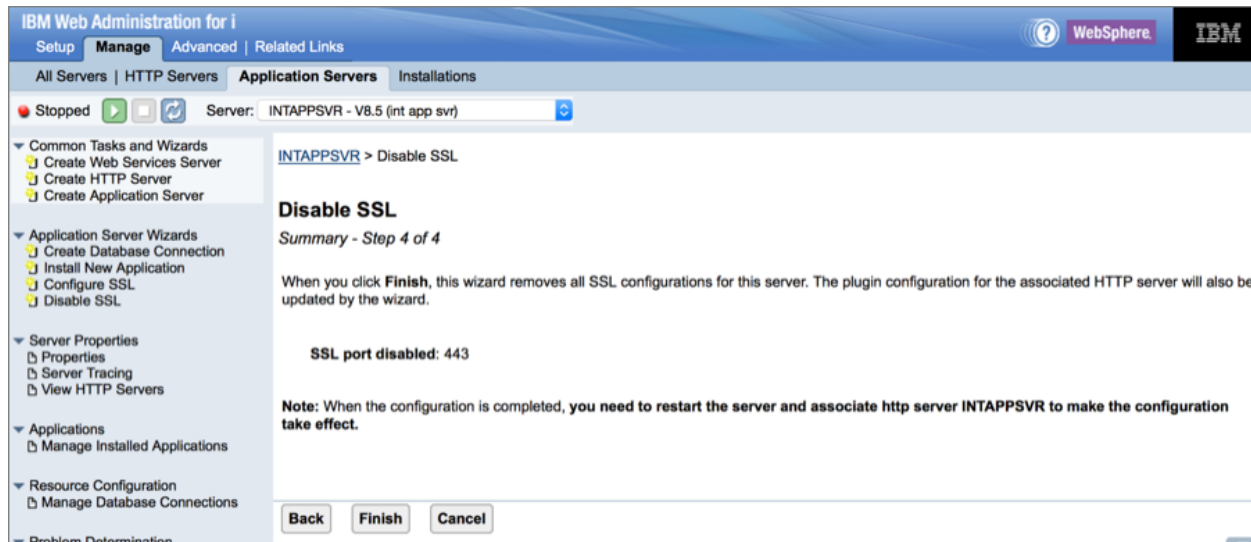 IBM Web Administration for i
WebSphere.
IBM
Setup Manage Advanced | Related Links
All Servers | HTTP Servers Application Servers Installations
Stopped Server: INTAPPSVR - V8.5 (int app svr)
Common Tasks and Wizards
Create Web Services Server
Create HTTP Server
Create Application Server
Application Server Wizards
Create Database Connection
Install New Application
Configure SSL
Disable SSL
Server Properties
Properties
Server Tracing
View HTTP Servers
Applications
Manage Installed Applications
Resource Configuration
Manage Database Connections
Problem Determination
INTAPPSVR > Disable SSL
Disable SSL
Summary - Step 4 of 4
When you click Finish, this wizard removes all SSL configurations for this server. The plugin configuration for the associated HTTP server will also be
updated by the wizard.
SSL port disabled: 443
Note: When the configuration is completed, you need to restart the server and associate http server INTAPPSVR to make the configuration
take effect.
Back Finish Cancel